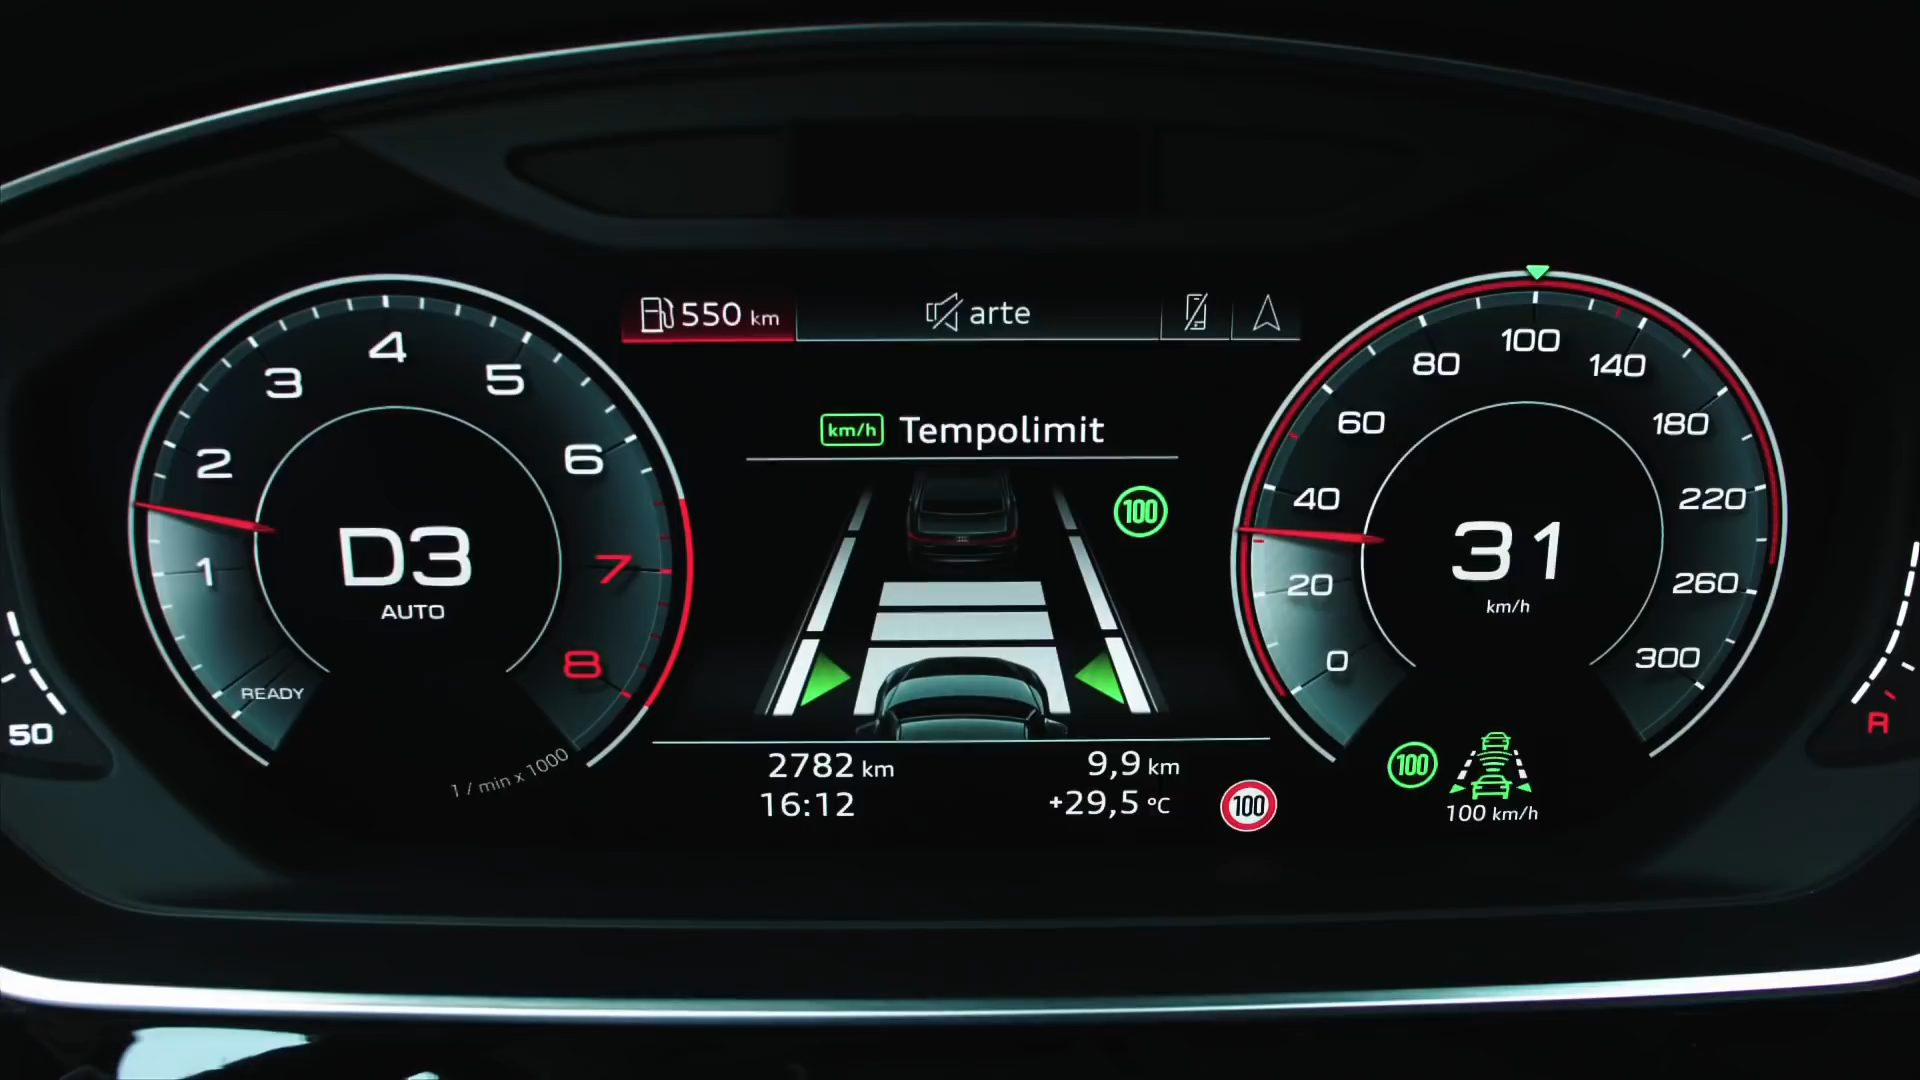 550 km
arte
km/h Tempolimit
100
1
2
3
4
5
6
7
8
D3
AUTO
READY
1 / min x 1000
0
20
40
60
80
100
140
180
220
260
300
31
km/h
2782 km
9,9 km
16:12
+29,5 °C
100
100
100 km/h
50
R